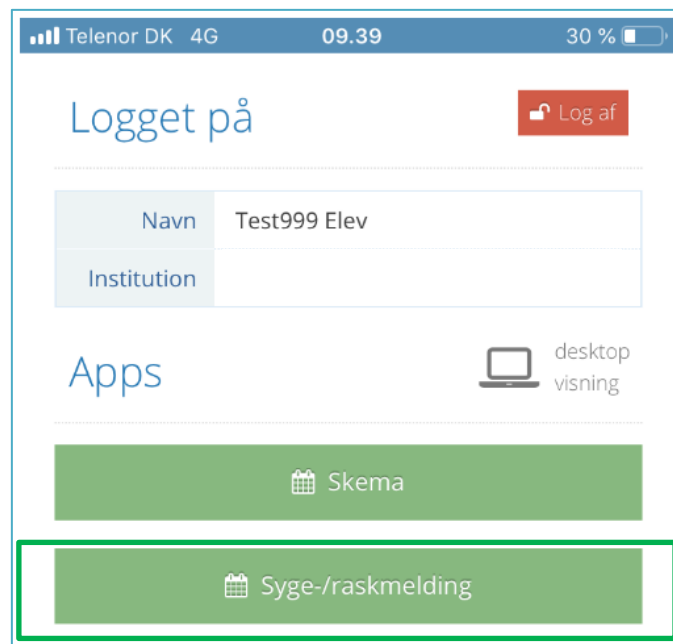 Telenor DK 4G 09.39 30 %
Logget på Log af
Navn Test999 Elev
Institution
Apps desktop
visning
Skema
Syge-/raskmelding